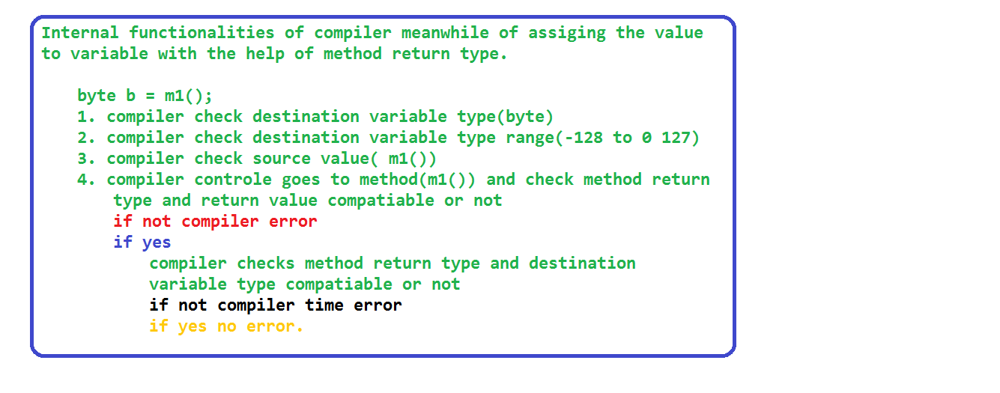 Internal functionalities of compiler meanwhile of assiging the value
to variable with the help of method return type.
byte b = m1();
1. compiler check destination variable type(byte)
2. compiler check destination variable type range(-128 to 0 127)
3. compiler check source value( m1())
4. compiler controle goes to method(m1()) and check method return
type and return value compatiable or not
if not compiler error
if yes
compiler checks method return type and destination
variable type compatiable or not
if not compiler time error
if yes no error.